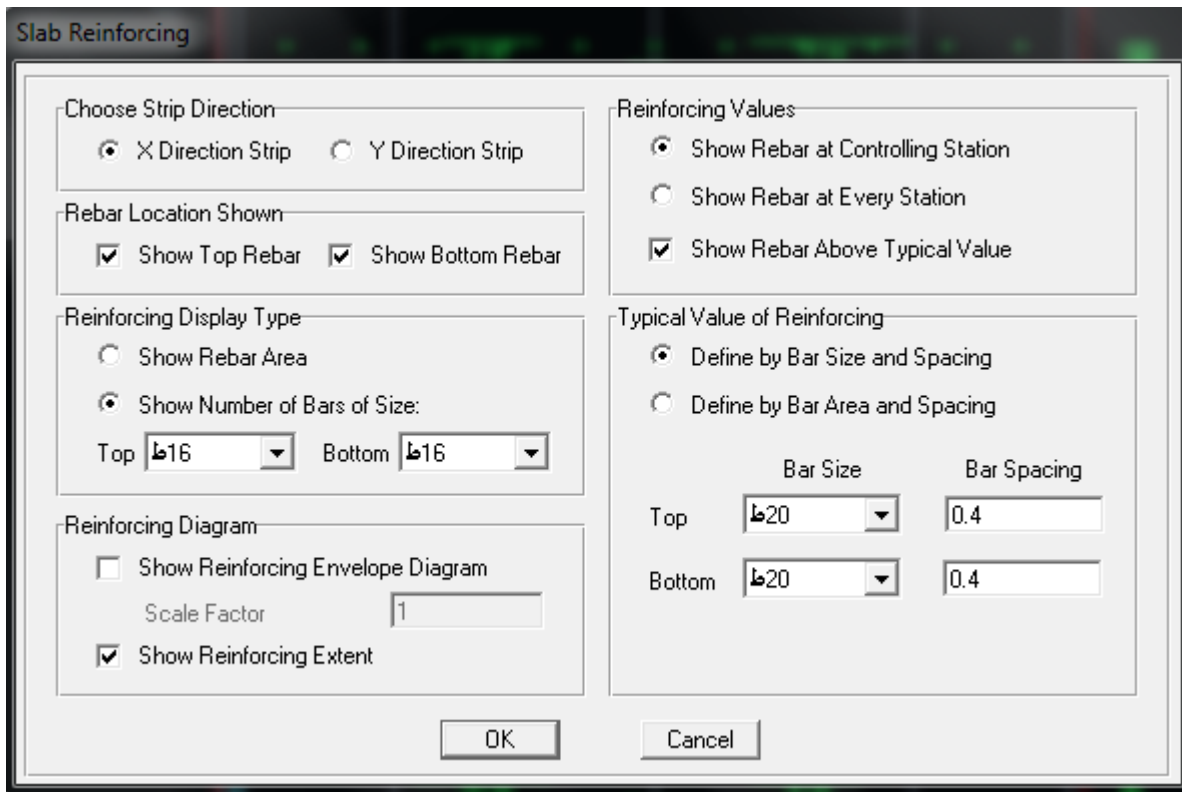 Slab Reinforcing
Choose Strip Direction
X Direction Strip
Y Direction Strip
Rebar Location Shown
Show Top Rebar
Show Bottom Rebar
Reinforcing Display Type
Show Rebar Area
Show Number of Bars of Size:
Top ط16 Bottom ط16
Reinforcing Diagram
Show Reinforcing Envelope Diagram
Scale Factor 1
Show Reinforcing Extent
Reinforcing Values
Show Rebar at Controlling Station
Show Rebar at Every Station
Show Rebar Above Typical Value
Typical Value of Reinforcing
Define by Bar Size and Spacing
Define by Bar Area and Spacing
Bar Size Bar Spacing
Top ط20 0.4
Bottom ط20 0.4
OK Cancel